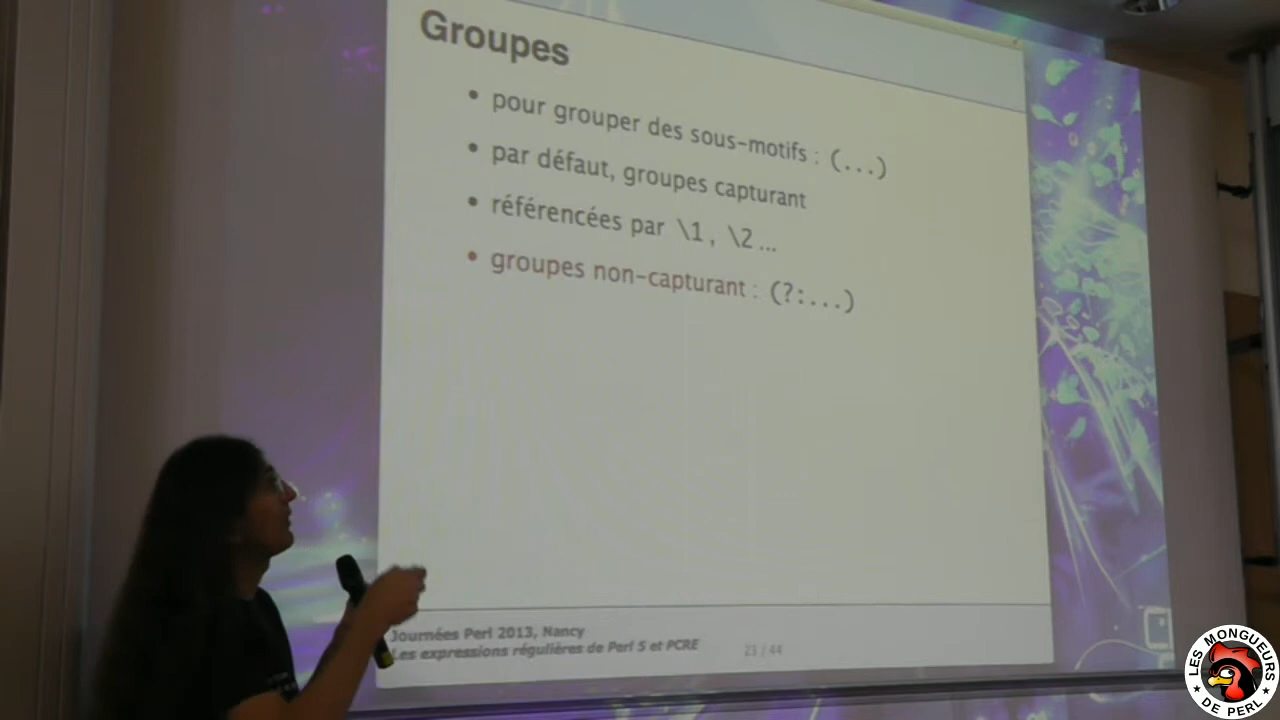 Groupes
• pour grouper des sous-motifs : (...)
• par défaut, groupes capturant
• référencées par \1, \2 ...
• groupes non-capturant : (?:...)
Journées Perl 2013, Nancy
Les expressions régulières de Perl 5 et PCRE
23 / 44
LES MONGUEURS
★ DE PERL ★